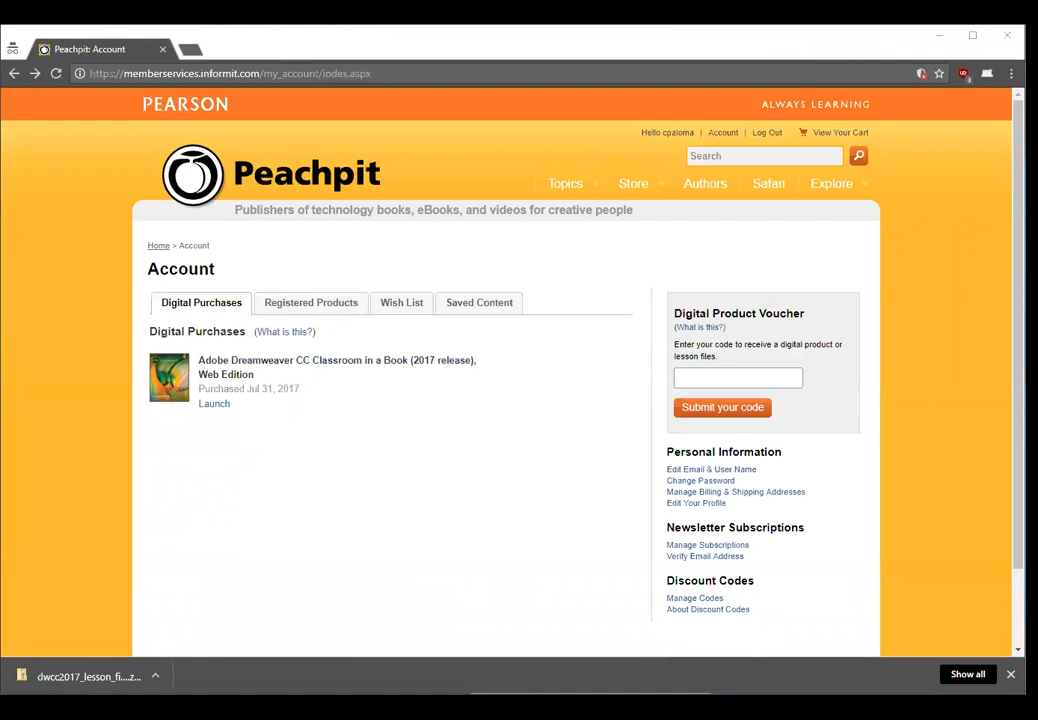 Peachpit: Account
https://memberservices.informit.com/my_account/index.aspx
PEARSON
ALWAYS LEARNING
Hello cpaloma | Account | Log Out View Your Cart
Search
Peachpit
Topics Store Authors Safari Explore
Publishers of technology books, eBooks, and videos for creative people
Home > Account
Account
Digital Purchases Registered Products Wish List Saved Content
Digital Purchases (What is this?)
Adobe Dreamweaver CC Classroom in a Book (2017 release),
Web Edition
Purchased Jul 31, 2017
Launch
Digital Product Voucher
(What is this?)
Enter your code to receive a digital product or
lesson files.
Submit your code
Personal Information
Edit Email & User Name
Change Password
Manage Billing & Shipping Addresses
Edit Your Profile
Newsletter Subscriptions
Manage Subscriptions
Verify Email Address
Discount Codes
Manage Codes
About Discount Codes
dwcc2017_lesson_fi....z...
Show all